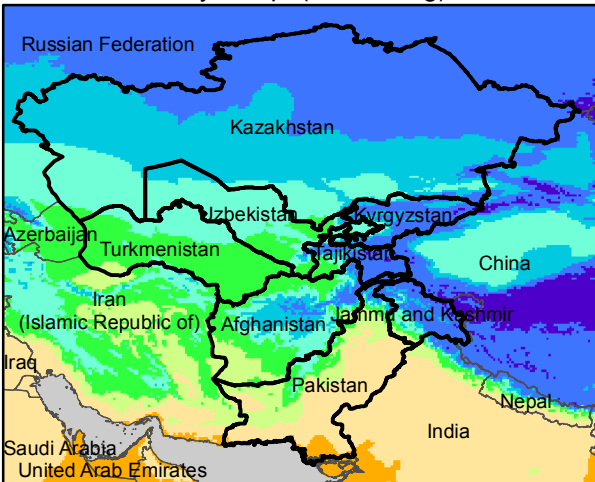 Russian Federation
Kazakhstan
Uzbekistan
Kyrgyzstan
Azerbaijan
Turkmenistan
Tajikistan
China
Iran
(Islamic Republic of)
Afghanistan
Jammu and Kashmir
Iraq
Pakistan
Nepal
India
Saudi Arabia
United Arab Emirates